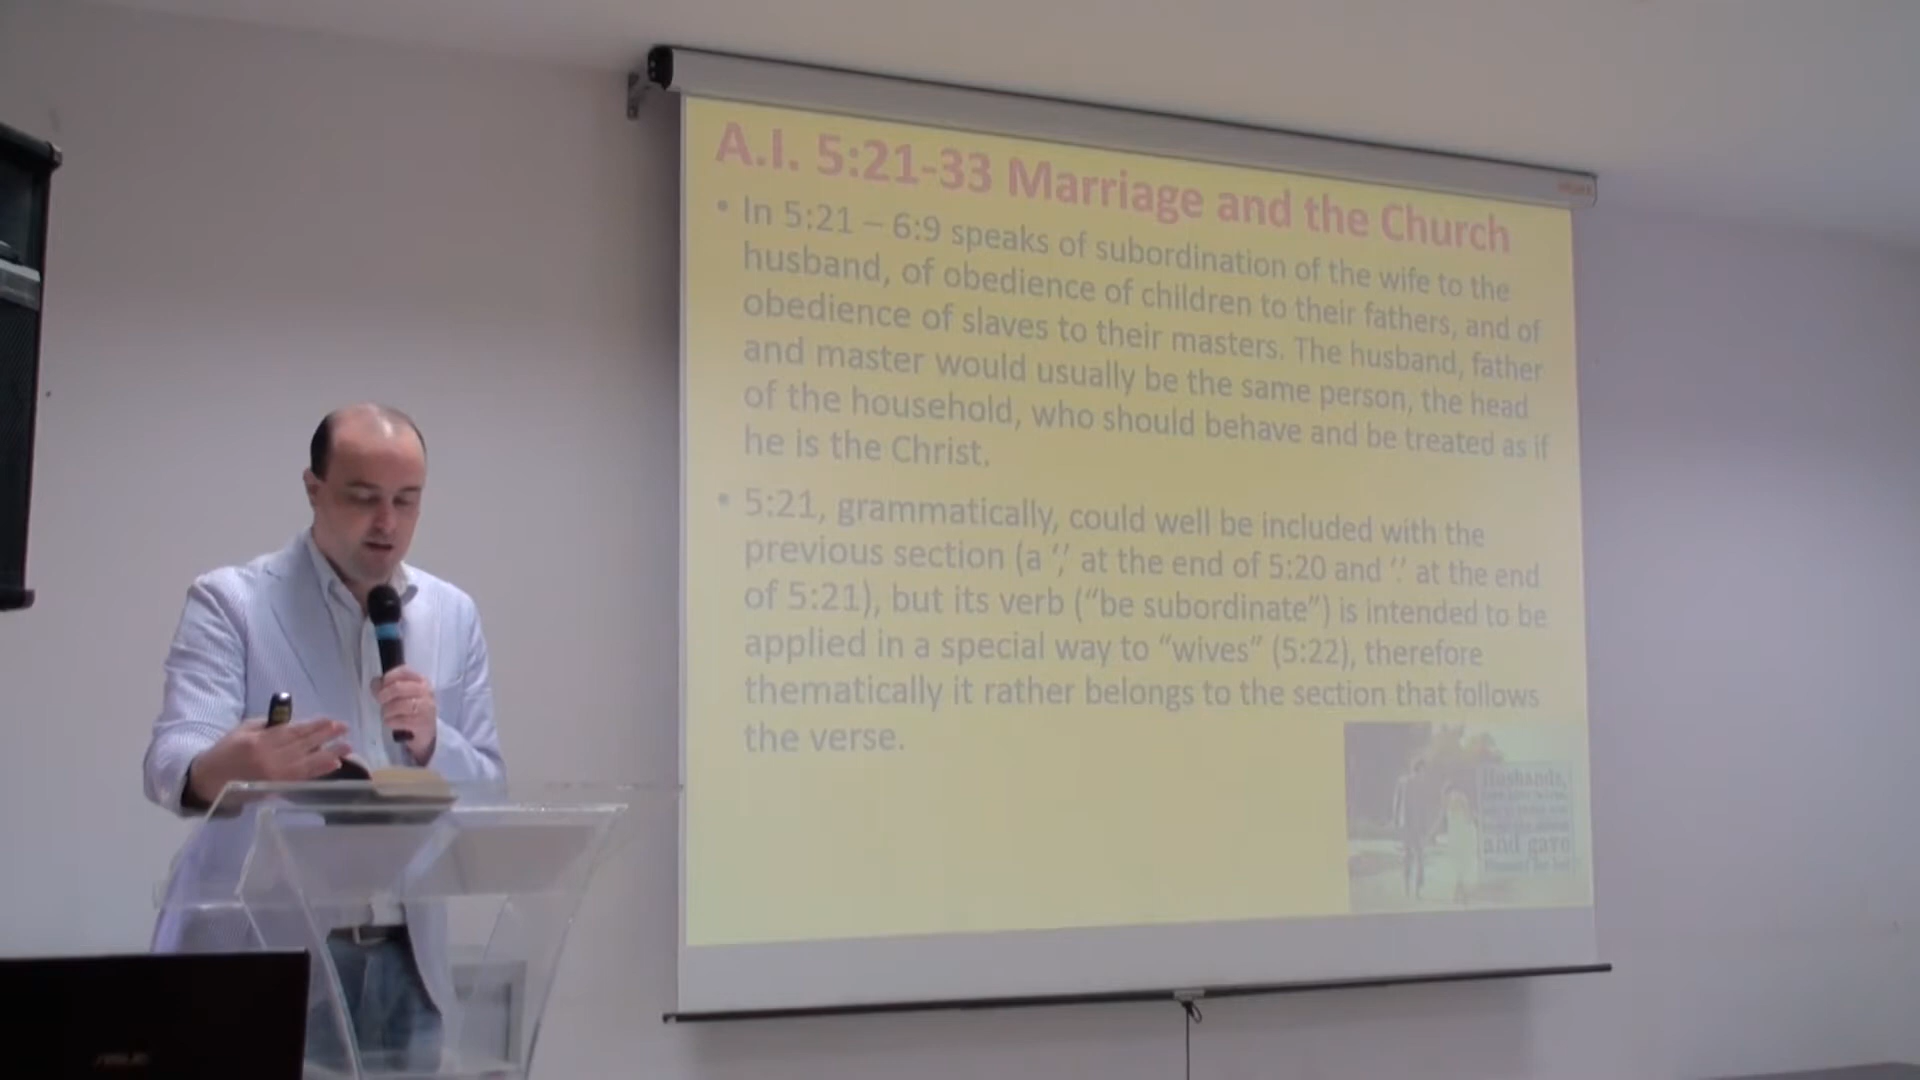 A.I. 5:21-33 Marriage and the Church
• In 5:21 – 6:9 speaks of subordination of the wife to the
husband, of obedience of children to their fathers, and of
obedience of slaves to their masters. The husband, father
and master would usually be the same person, the head
of the household, who should behave and be treated as if
he is the Christ.
• 5:21, grammatically, could well be included with the
previous section (a ‘,’ at the end of 5:20 and ‘.’ at the end
of 5:21), but its verb (“be subordinate”) is intended to be
applied in a special way to “wives” (5:22), therefore
thematically it rather belongs to the section that follows
the verse.
Husbands,
and gave
ASUS